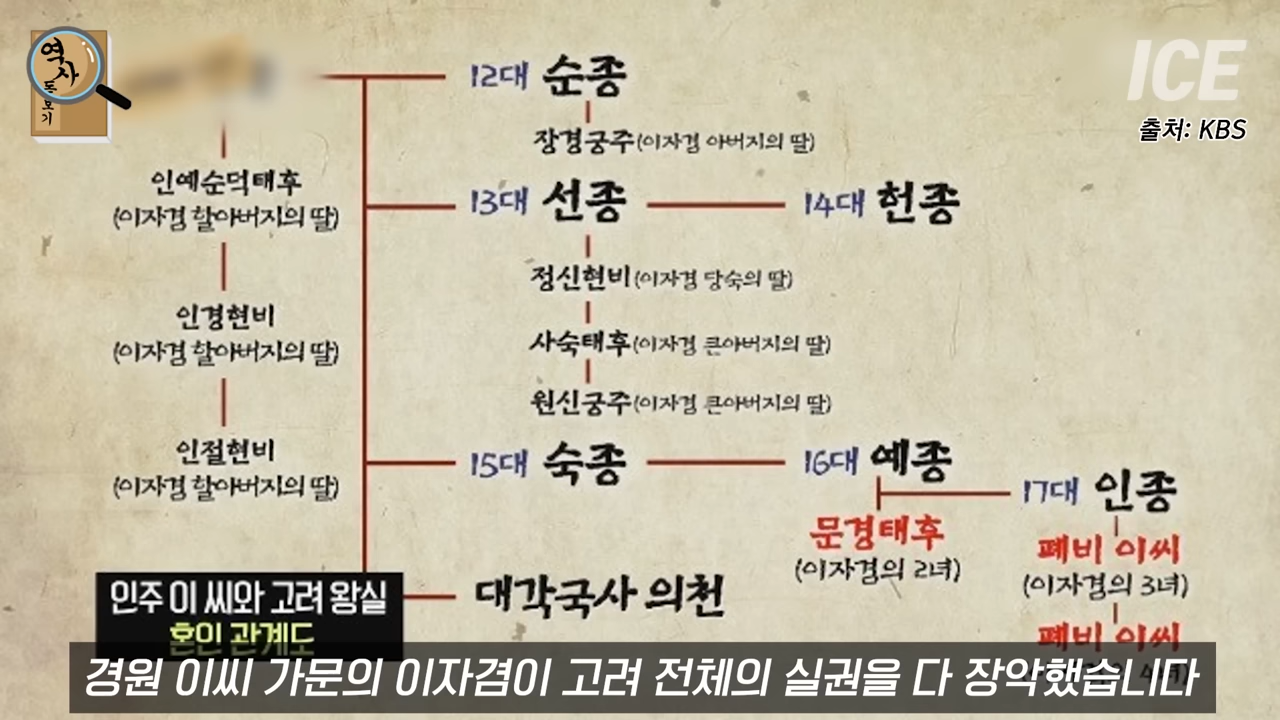 역사
돋보기
ICE
출처: KBS
12대 순종
장경궁주(이자겸 아버지의 딸)
인예순덕태후
(이자겸 할아버지의 딸)
13대 선종
14대 헌종
정신현비(이자겸 당숙의 딸)
인경현비
(이자겸 할아버지의 딸)
사숙태후(이자겸 큰아버지의 딸)
원신궁주(이자겸 큰아버지의 딸)
인절현비
(이자겸 할아버지의 딸)
15대 숙종
16대 예종
문경태후
(이자겸의 2녀)
17대 인종
폐비 이씨
(이자겸의 3녀)
폐비 이씨
대각국사 의천
인주 이 씨와 고려 왕실
혼인 관계도
경원 이씨 가문의 이자겸이 고려 전체의 실권을 다 장악했습니다